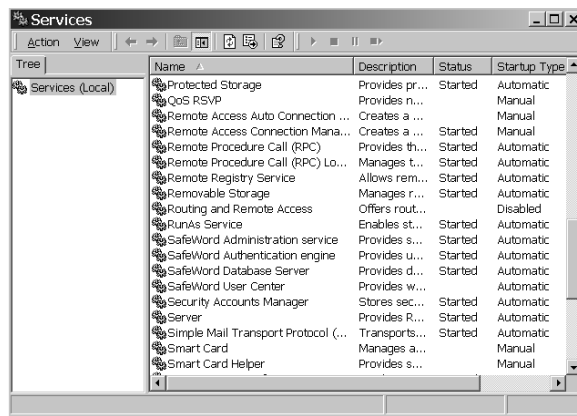 Services
Action View
Tree
Services (Local)
Name Description Status Startup Type
Protected Storage Provides pr... Started Automatic
QoS RSVP Provides n... Manual
Remote Access Auto Connection ... Creates a ... Manual
Remote Access Connection Mana... Creates a ... Started Manual
Remote Procedure Call (RPC) Provides th... Started Automatic
Remote Procedure Call (RPC) Lo... Manages t... Started Automatic
Remote Registry Service Allows rem... Started Automatic
Removable Storage Manages r... Started Automatic
Routing and Remote Access Offers rout... Disabled
RunAs Service Enables st... Started Automatic
SafeWord Administration service Provides s... Started Automatic
SafeWord Authentication engine Provides u... Started Automatic
SafeWord Database Server Provides d... Started Automatic
SafeWord User Center Provides w... Automatic
Security Accounts Manager Stores sec... Started Automatic
Server Provides R... Started Automatic
Simple Mail Transport Protocol (... Transports... Started Automatic
Smart Card Manages a... Manual
Smart Card Helper Provides s... Manual